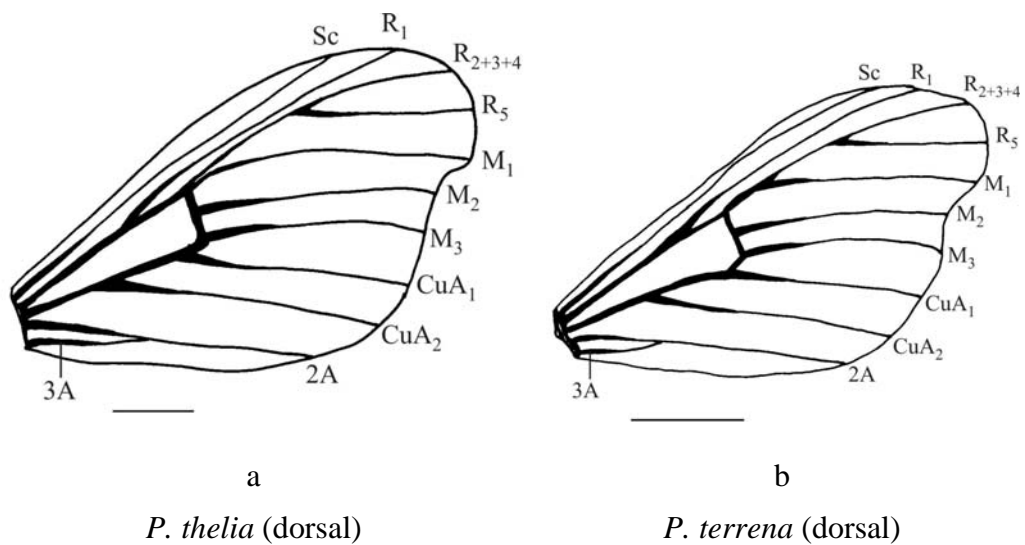 Sc
R1
R2+3+4
R5
M1
M2
M3
CuA1
CuA2
2A
3A
Sc
R1
R2+3+4
R5
M1
M2
M3
CuA1
CuA2
2A
3A
a
b
P. thelia (dorsal)
P. terrena (dorsal)